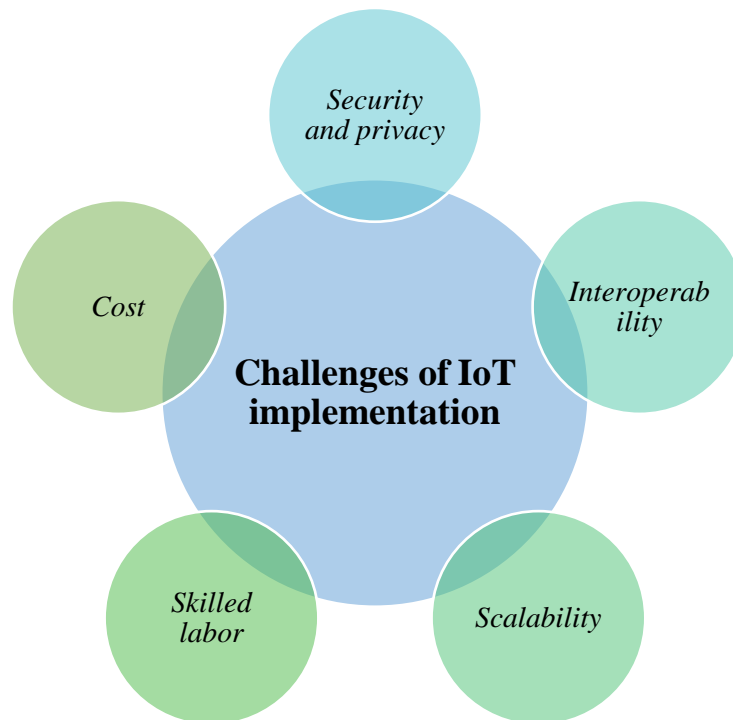 Security
and privacy
Interoperab
ility
Cost
Challenges of IoT
implementation
Skilled
labor
Scalability